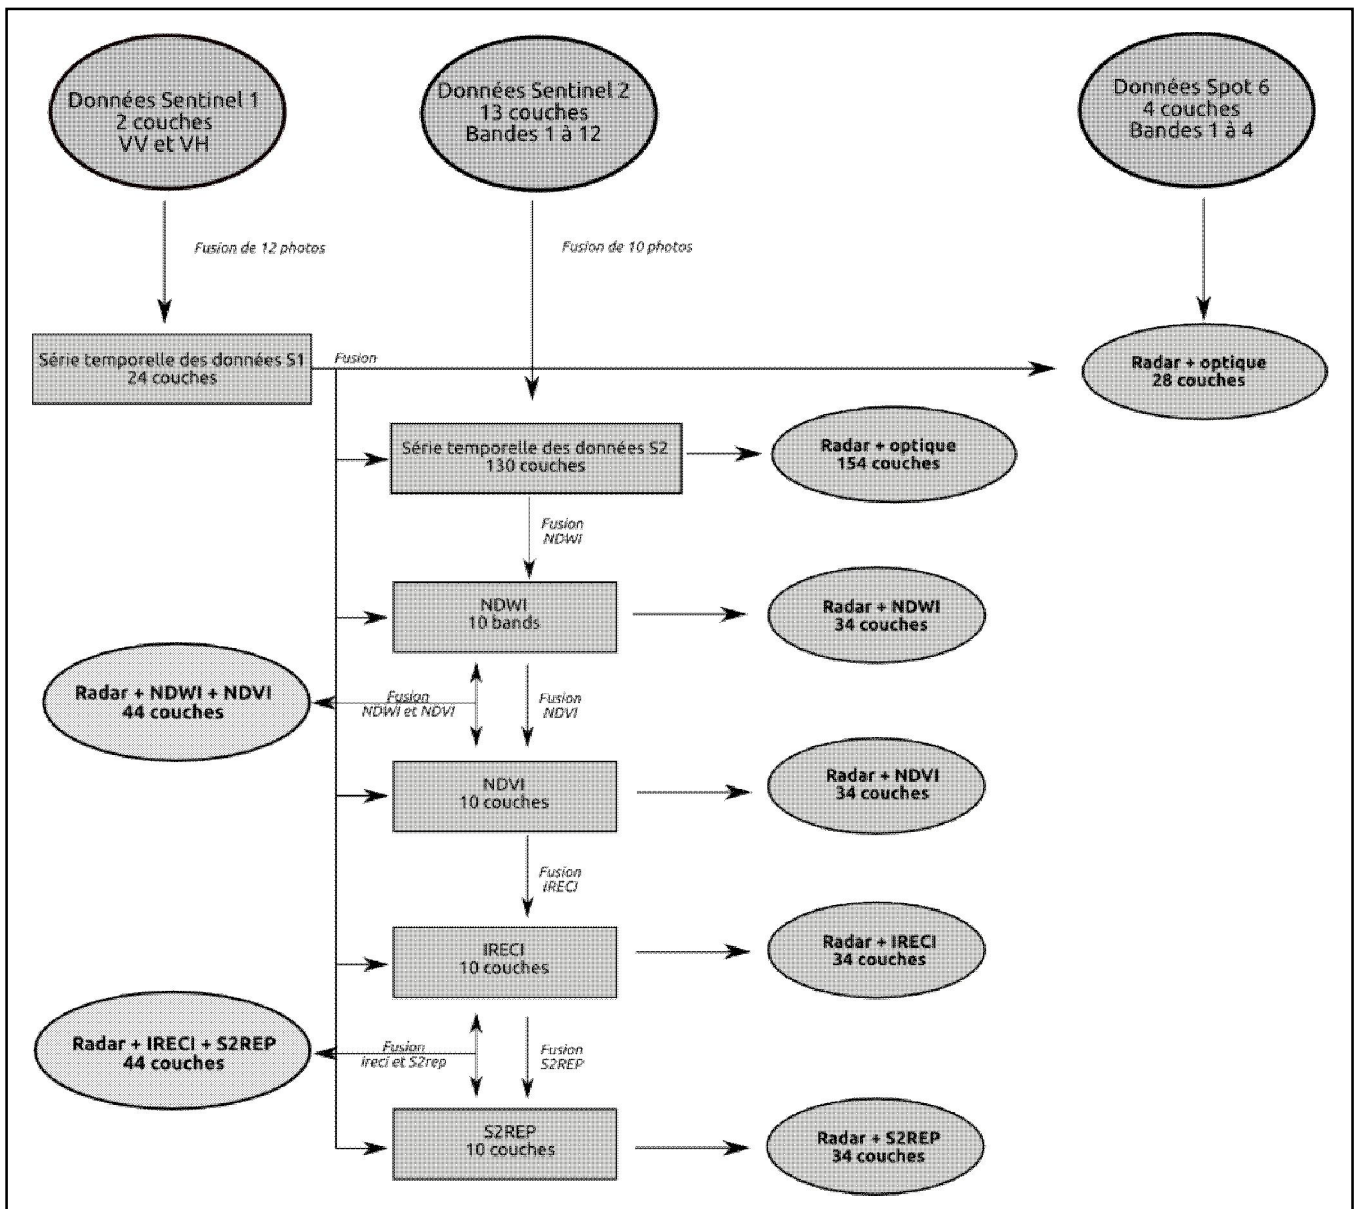 Données Sentinel 1
2 couches
VV et VH
Données Sentinel 2
13 couches
Bandes 1 à 12
Données Spot 6
4 couches
Bandes 1 à 4
Fusion de 12 photos
Fusion de 10 photos
Série temporelle des données S1
24 couches
Fusion
Radar + optique
28 couches
Série temporelle des données S2
130 couches
Radar + optique
154 couches
Fusion
NDWI
NDWI
10 bands
Radar + NDWI
34 couches
Radar + NDWI + NDVI
44 couches
Fusion
NDWI et NDVI
Fusion
NDVI
NDVI
10 couches
Radar + NDVI
34 couches
Fusion
IRECI
IRECI
10 couches
Radar + IRECI
34 couches
Radar + IRECI + S2REP
44 couches
Fusion
ireci et S2rep
Fusion
S2REP
S2REP
10 couches
Radar + S2REP
34 couches